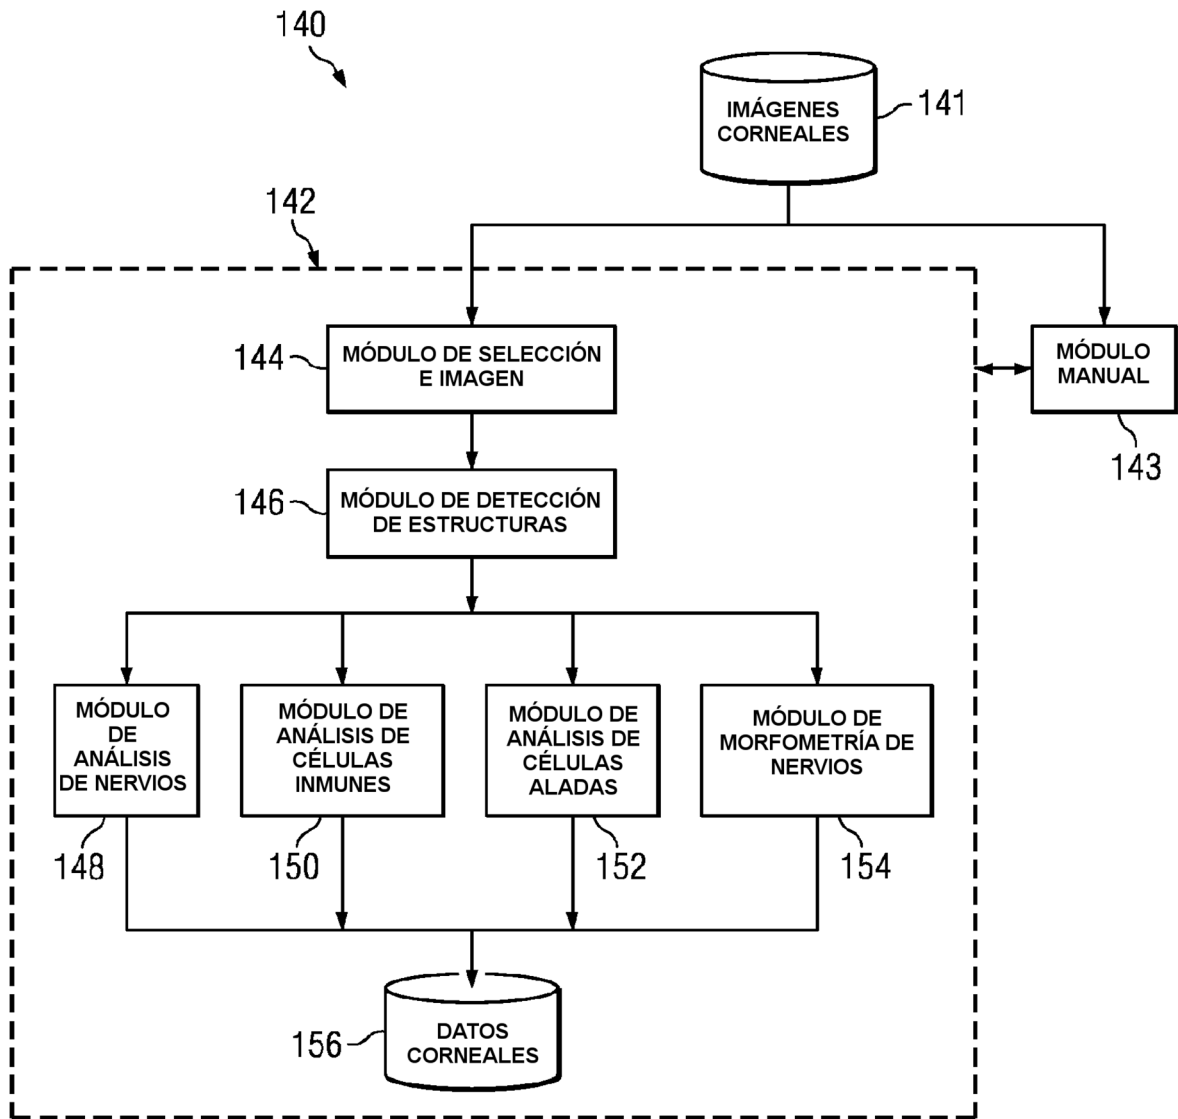 140
IMÁGENES
CORNEALES
141
142
144
MÓDULO DE SELECCIÓN
E IMAGEN
MÓDULO
MANUAL
143
146
MÓDULO DE DETECCIÓN
DE ESTRUCTURAS
MÓDULO
DE
ANÁLISIS
DE NERVIOS
MÓDULO DE
ANÁLISIS DE
CÉLULAS
INMUNES
MÓDULO DE
ANÁLISIS DE
CÉLULAS
ALADAS
MÓDULO DE
MORFOMETRÍA DE
NERVIOS
148
150
152
154
156
DATOS
CORNEALES